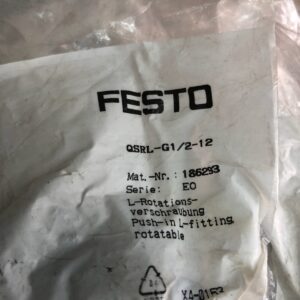 FESTO
QSRL-G1/2-12
Mat.-Nr.: 186293
Serie: EO
L-Rotations-
verschraubung
Push-in L-fitting
rotatable